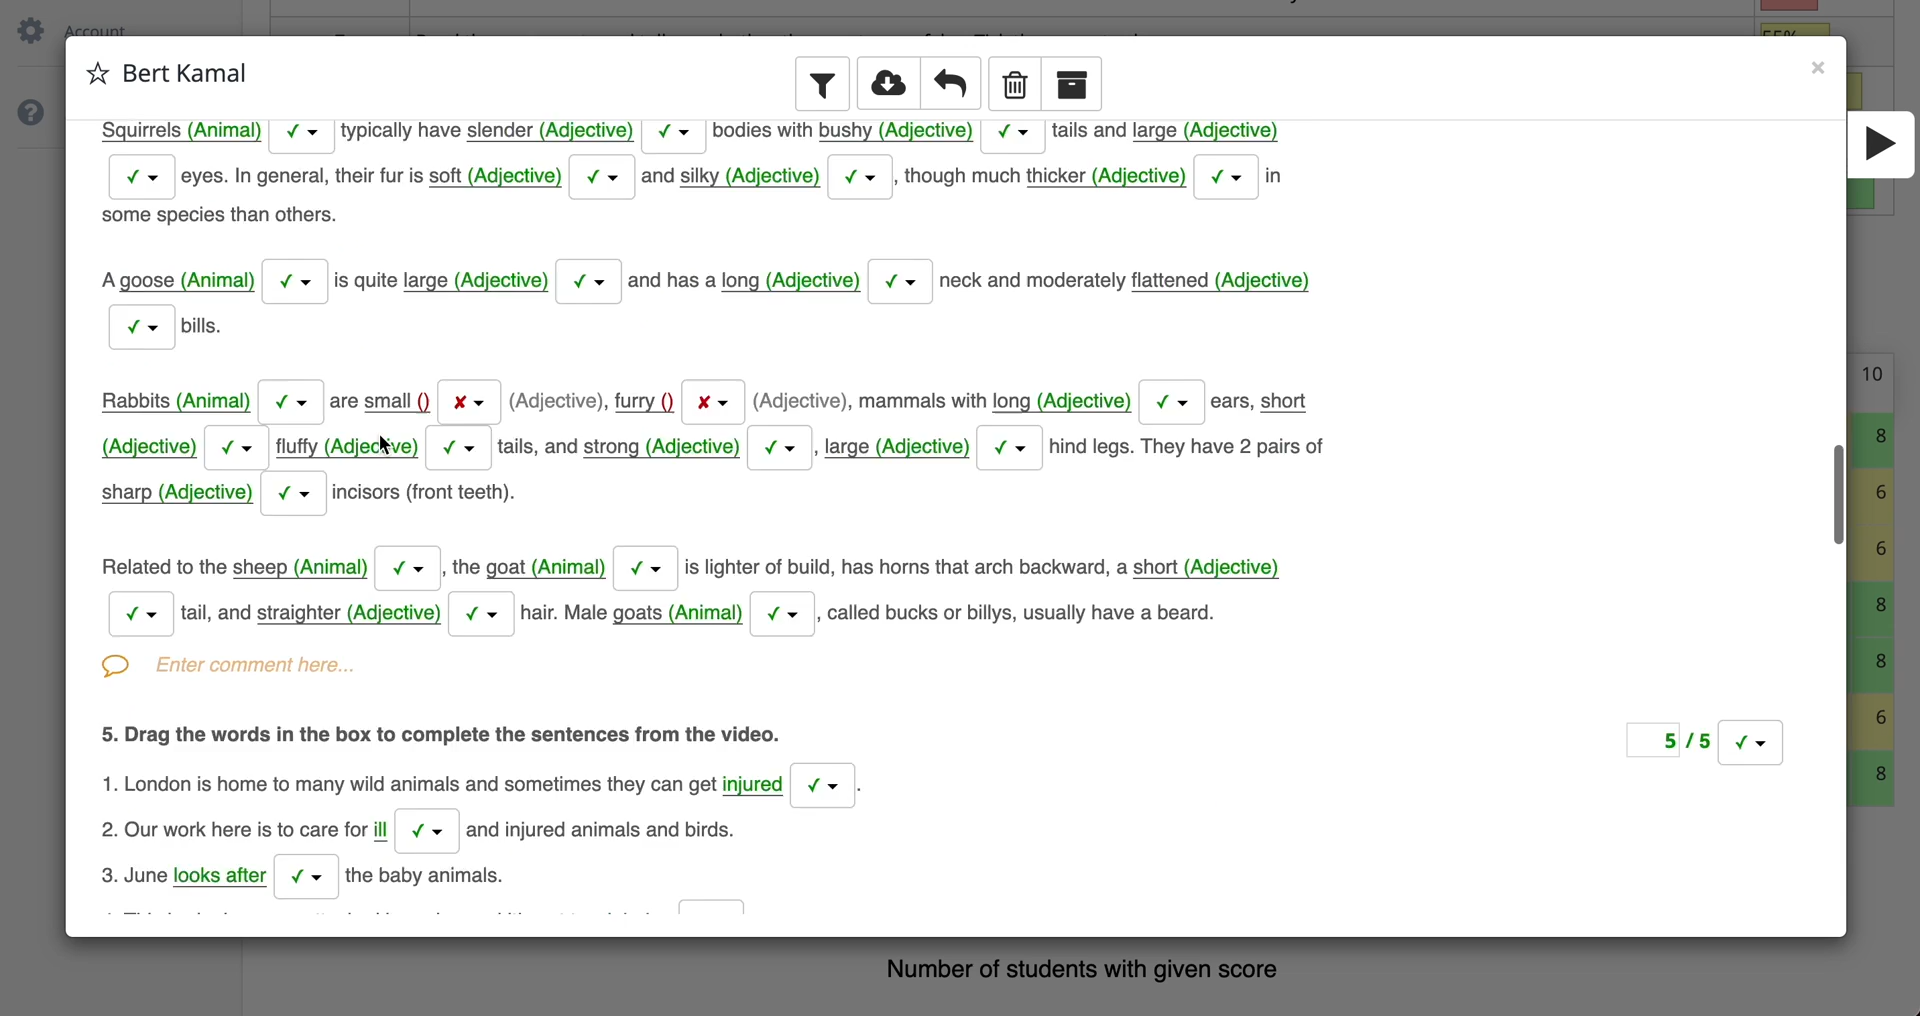 Account
55%
☆ Bert Kamal
×
Squirrels (Animal) ✓ typically have slender (Adjective) ✓ bodies with bushy (Adjective) ✓ tails and large (Adjective)
✓ eyes. In general, their fur is soft (Adjective) ✓ and silky (Adjective) ✓ , though much thicker (Adjective) ✓ in
some species than others.
A goose (Animal) ✓ is quite large (Adjective) ✓ and has a long (Adjective) ✓ neck and moderately flattened (Adjective)
✓ bills.
Rabbits (Animal) ✓ are small () ✘ (Adjective), furry () ✘ (Adjective), mammals with long (Adjective) ✓ ears, short
(Adjective) ✓ fluffy (Adjective) ✓ tails, and strong (Adjective) ✓ , large (Adjective) ✓ hind legs. They have 2 pairs of
sharp (Adjective) ✓ incisors (front teeth).
Related to the sheep (Animal) ✓ , the goat (Animal) ✓ is lighter of build, has horns that arch backward, a short (Adjective)
✓ tail, and straighter (Adjective) ✓ hair. Male goats (Animal) ✓ , called bucks or billys, usually have a beard.
Enter comment here...
5. Drag the words in the box to complete the sentences from the video.
5 / 5 ✓
1. London is home to many wild animals and sometimes they can get injured ✓ .
2. Our work here is to care for ill ✓ and injured animals and birds.
3. June looks after ✓ the baby animals.
10
8
6
6
8
8
6
8
Number of students with given score